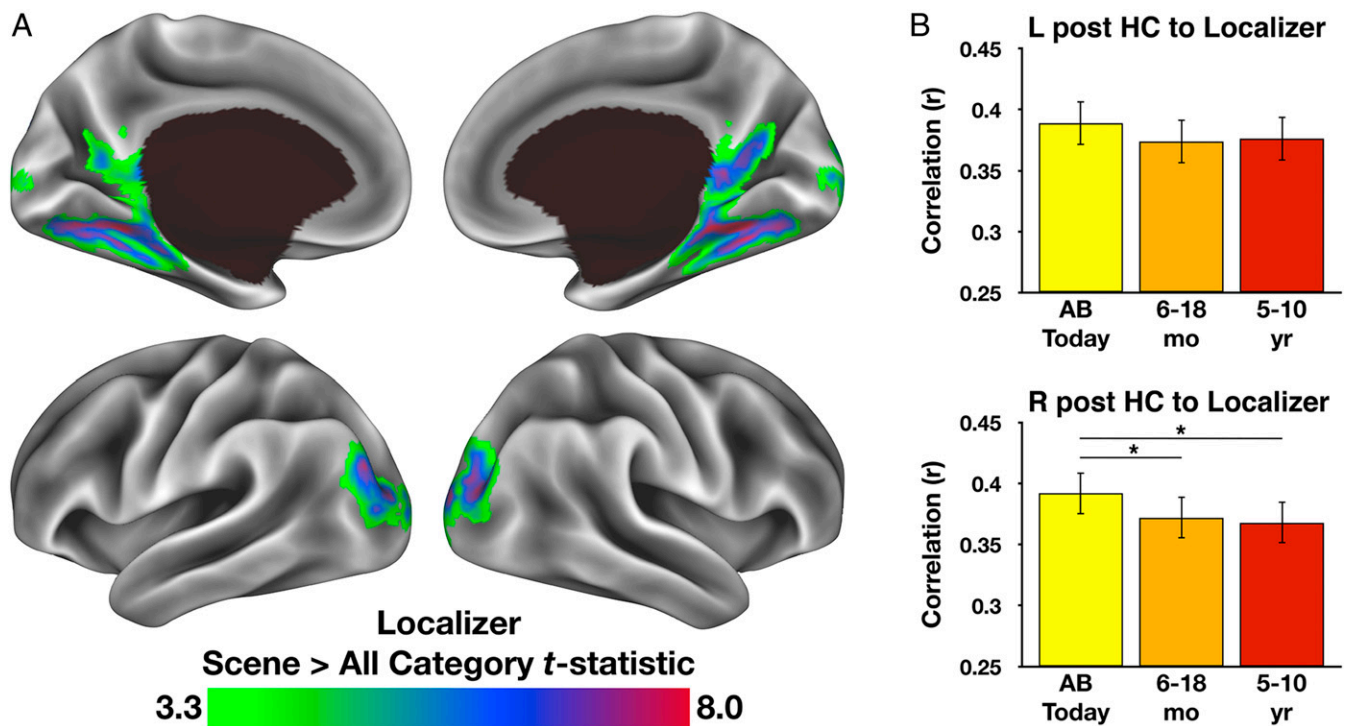 A
Localizer
Scene > All Category t-statistic
3.3 8.0
B
L post HC to Localizer
Correlation (r)
0.45
0.4
0.35
0.3
0.25
AB Today
6-18 mo
5-10 yr
R post HC to Localizer
Correlation (r)
0.45
0.4
0.35
0.3
0.25
*
*
AB Today
6-18 mo
5-10 yr